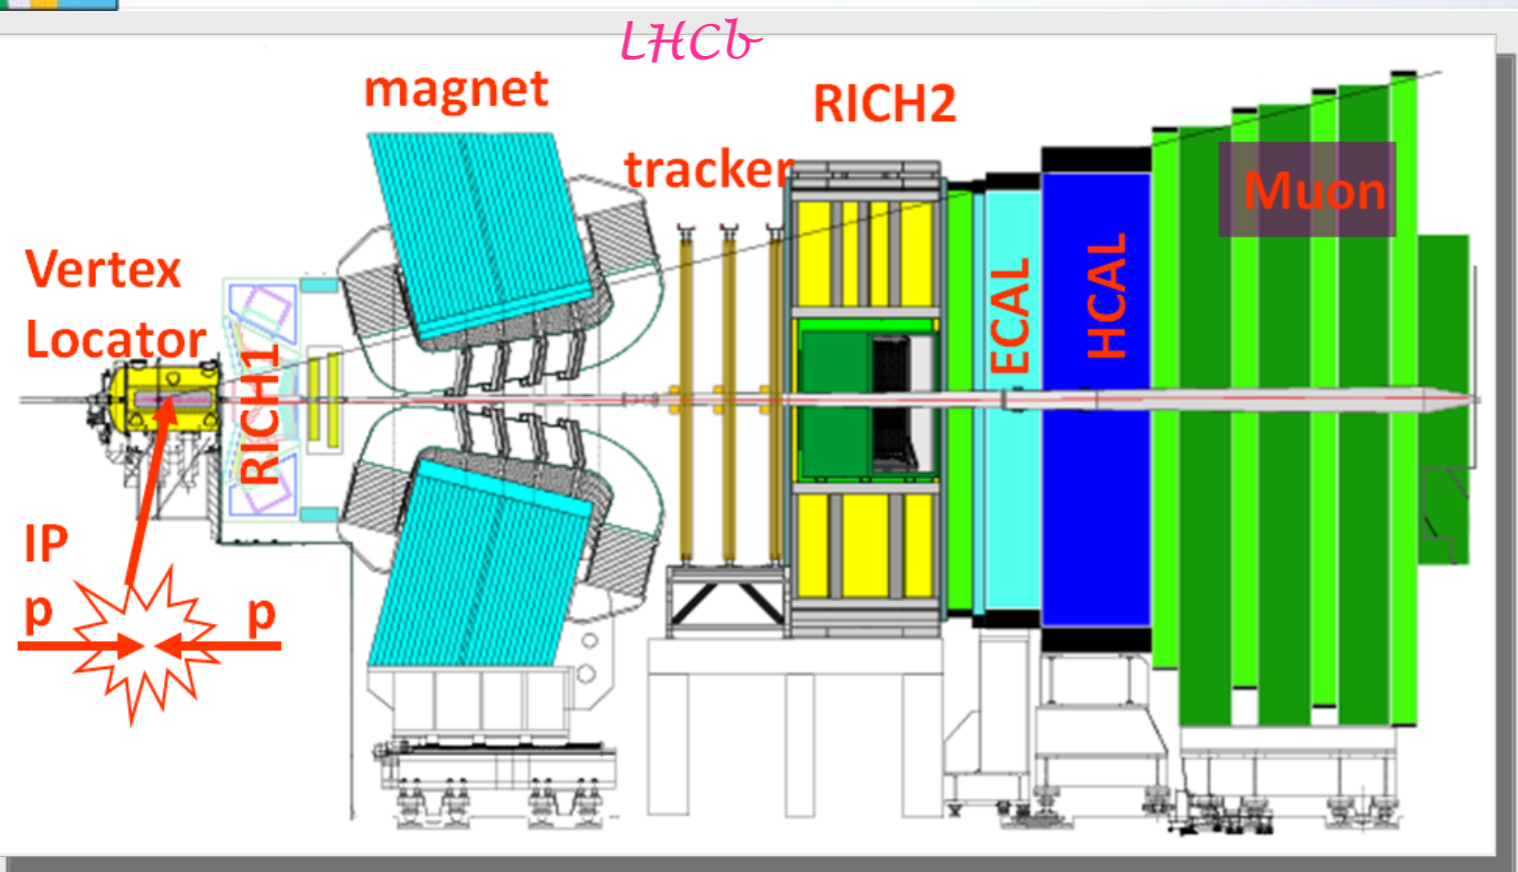 LHCb
magnet
RICH2
tracker
Muon
Vertex
Locator
RICH1
ECAL
HCAL
IP
p
p